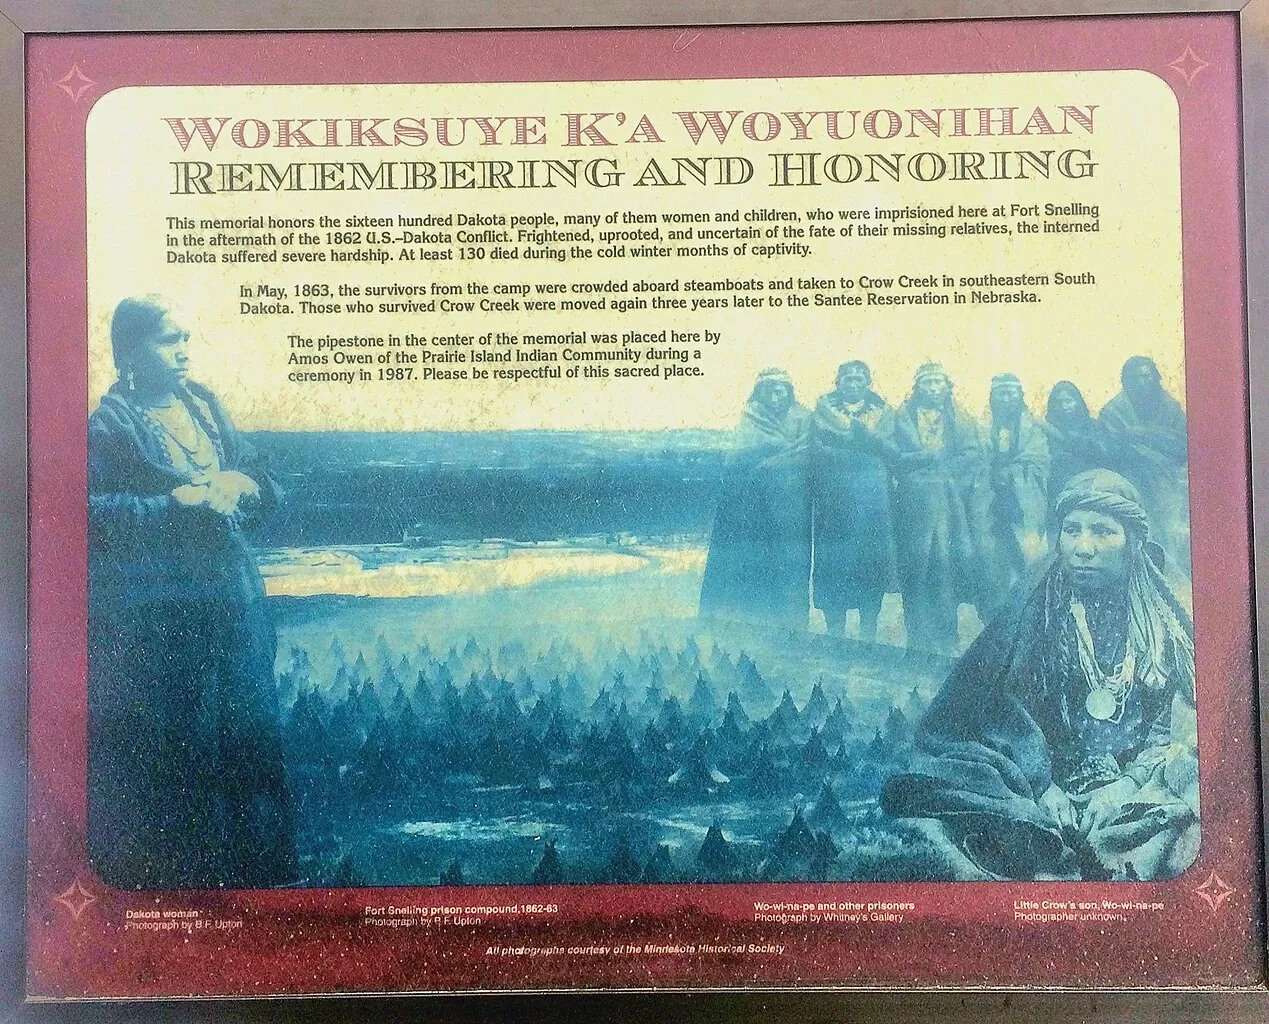 WOKIKSUYE K'A WOYUONIHAN
REMEMBERING AND HONORING
This memorial honors the sixteen hundred Dakota people, many of them women and children, who were imprisioned here at Fort Snelling
in the aftermath of the 1862 U.S.–Dakota Conflict. Frightened, uprooted, and uncertain of the fate of their missing relatives, the interned
Dakota suffered severe hardship. At least 130 died during the cold winter months of captivity.
In May, 1863, the survivors from the camp were crowded aboard steamboats and taken to Crow Creek in southeastern South
Dakota. Those who survived Crow Creek were moved again three years later to the Santee Reservation in Nebraska.
The pipestone in the center of the memorial was placed here by
Amos Owen of the Prairie Island Indian Community during a
ceremony in 1987. Please be respectful of this sacred place.
Dakota woman
Photograph by B.F. Upton
Fort Snelling prison compound, 1862-63
Photograph by B.F. Upton
Wo-wi-na-pe and other prisoners
Photograph by Whitney's Gallery
Little Crow's son, Wo-wi-na-pe
Photographer unknown.
All photographs courtesy of the Minnesota Historical Society